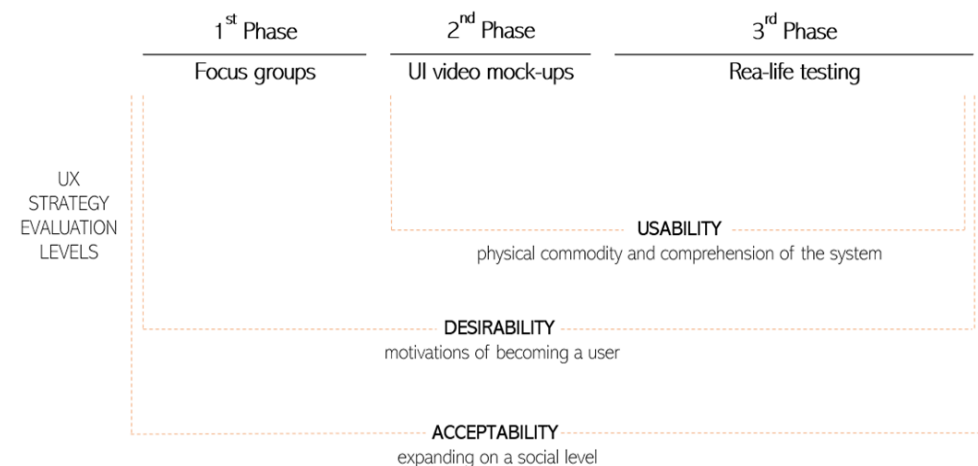 1st Phase
2nd Phase
3rd Phase
Focus groups
UI video mock-ups
Rea-life testing
UX
STRATEGY
EVALUATION
LEVELS
USABILITY
physical commodity and comprehension of the system
DESIRABILITY
motivations of becoming a user
ACCEPTABILITY
expanding on a social level